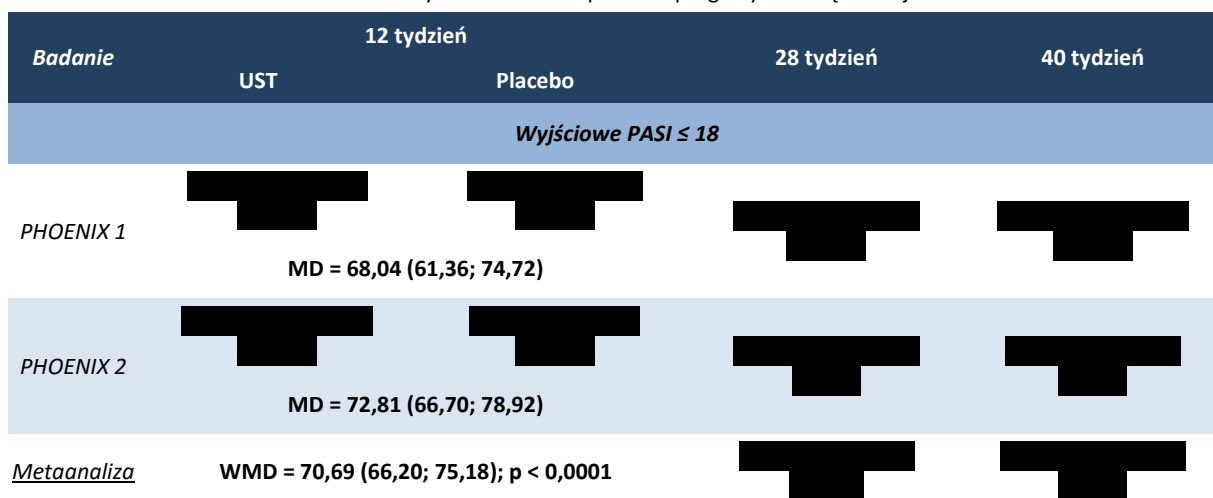 Badanie
12 tydzień
28 tydzień
40 tydzień
UST
Placebo
Wyjściowe PASI ≤ 18
PHOENIX 1
MD = 68,04 (61,36; 74,72)
PHOENIX 2
MD = 72,81 (66,70; 78,92)
Metaanaliza
WMD = 70,69 (66,20; 75,18); p < 0,0001